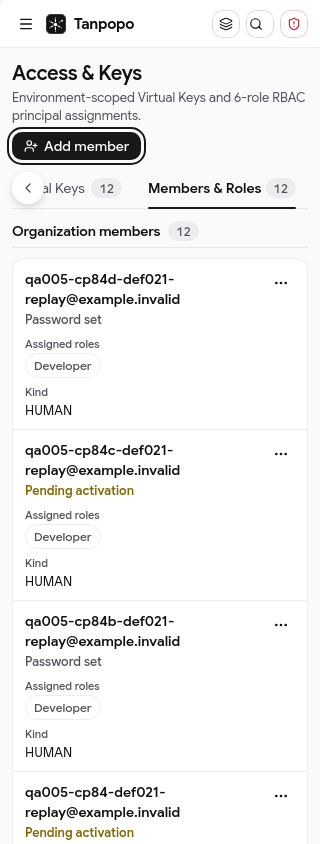 Tanpopo
Access & Keys
Environment-scoped Virtual Keys and 6-role RBAC
principal assignments.
Add member
al Keys 12
Members & Roles 12
Organization members 12
qa005-cp84d-def021-
replay@example.invalid
Password set
Assigned roles
Developer
Kind
HUMAN
qa005-cp84c-def021-
replay@example.invalid
Pending activation
Assigned roles
Developer
Kind
HUMAN
qa005-cp84b-def021-
replay@example.invalid
Password set
Assigned roles
Developer
Kind
HUMAN
qa005-cp84-def021-
replay@example.invalid
Pending activation